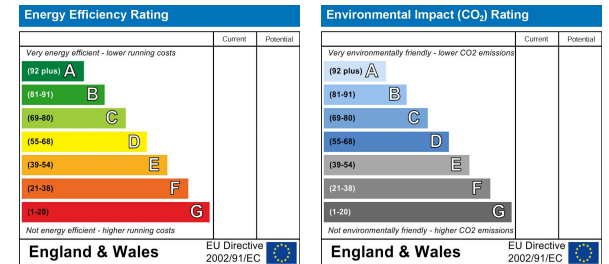 Energy Efficiency Rating
Current Potential
Very energy efficient - lower running costs
(92 plus) A
(81-91) B
(69-80) C
(55-68) D
(39-54) E
(21-38) F
(1-20) G
Not energy efficient - higher running costs
England & Wales
EU Directive
2002/91/EC
Environmental Impact (CO₂) Rating
Current Potential
Very environmentally friendly - lower CO2 emissions
(92 plus) A
(81-91) B
(69-80) C
(55-68) D
(39-54) E
(21-38) F
(1-20) G
Not environmentally friendly - higher CO2 emissions
England & Wales
EU Directive
2002/91/EC